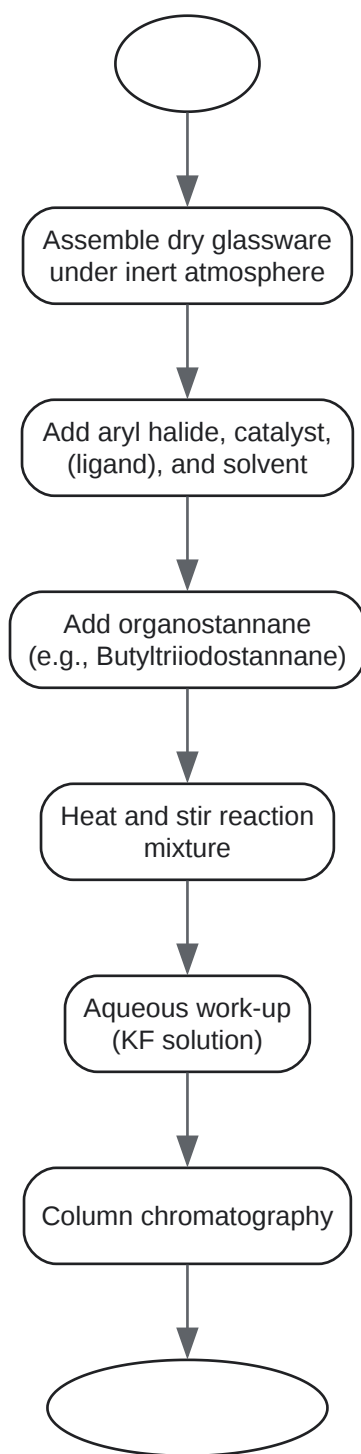 Assemble dry glassware
under inert atmosphere
Add aryl halide, catalyst,
(ligand), and solvent
Add organostannane
(e.g., Butyltriiodostannane)
Heat and stir reaction
mixture
Aqueous work-up
(KF solution)
Column chromatography